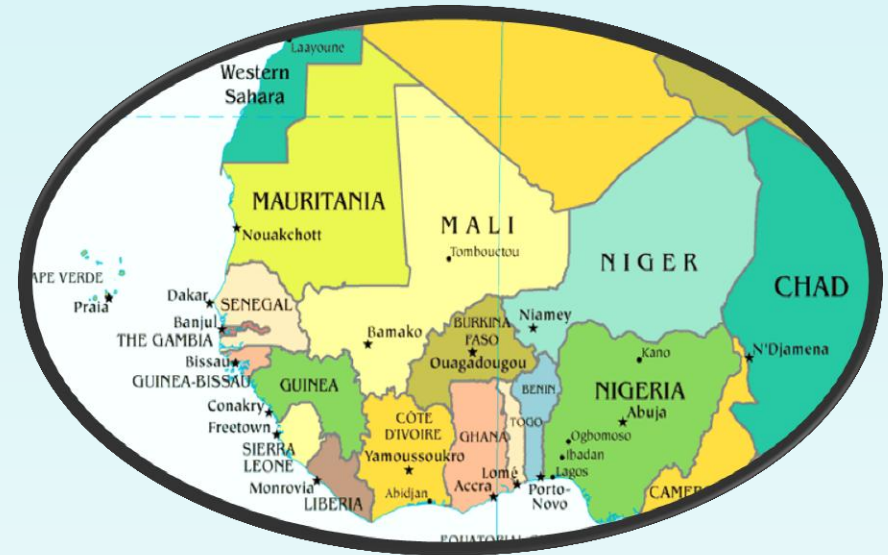 Laayoune
Western
Sahara
MAURITANIA
Nouakchott
MALI
Tombouctou
NIGER
CHAD
APE VERDE
Praia
Dakar
SENEGAL
Banjul
THE GAMBIA
Bissau
GUINEA-BISSAU
GUINEA
Bamako
BURKINA
FASO
Ouagadougou
Niamey
N'Djamena
Kano
NIGERIA
Abuja
BENIN
Conakry
Freetown
SIERRA
LEONE
Monrovia
LIBERIA
CÔTE
D'IVOIRE
Yamoussoukro
Abidjan
GHANA
Accra
TOGO
Lomé
Ogbomoso
Ibadan
Lagos
Porto-
Novo
CAMERO